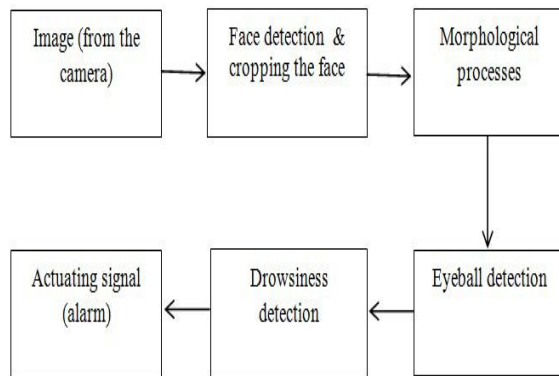 Image (from the
camera)
Face detection & 
cropping the face
Morphological
processes
Eyeball detection
Drowsiness
detection
Actuating signal
(alarm)